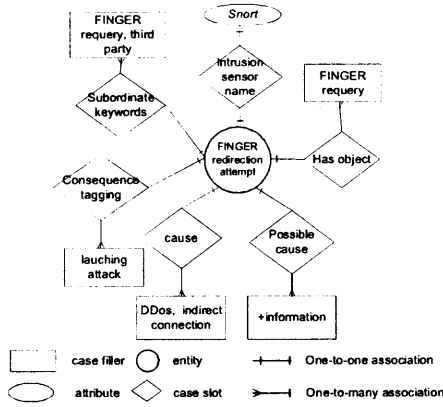 Snort
FINGER
requery, third
party
Intrusion
sensor
name
FINGER
requery
Subordinate
keywords
FINGER
redirection
attempt
Has object
Consequence
tagging
cause
Possible
cause
lauching
attack
DDos, indirect
connection
+information
case filler
entity
One-to-one association
attribute
case slot
One-to-many association